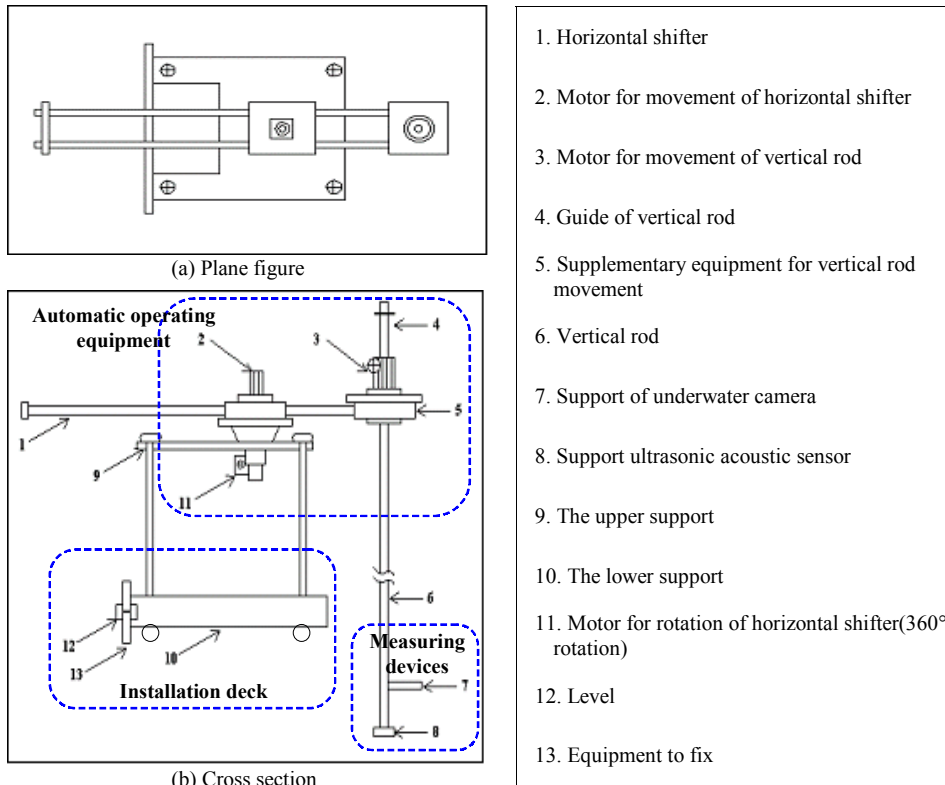 (a) Plane figure
Automatic operating
equipment
2
3
4
5
1
9
11
6
12
13
10
Installation deck
Measuring
devices
7
8
(b) Cross section
1. Horizontal shifter
2. Motor for movement of horizontal shifter
3. Motor for movement of vertical rod
4. Guide of vertical rod
5. Supplementary equipment for vertical rod
movement
6. Vertical rod
7. Support of underwater camera
8. Support ultrasonic acoustic sensor
9. The upper support
10. The lower support
11. Motor for rotation of horizontal shifter(360°
rotation)
12. Level
13. Equipment to fix